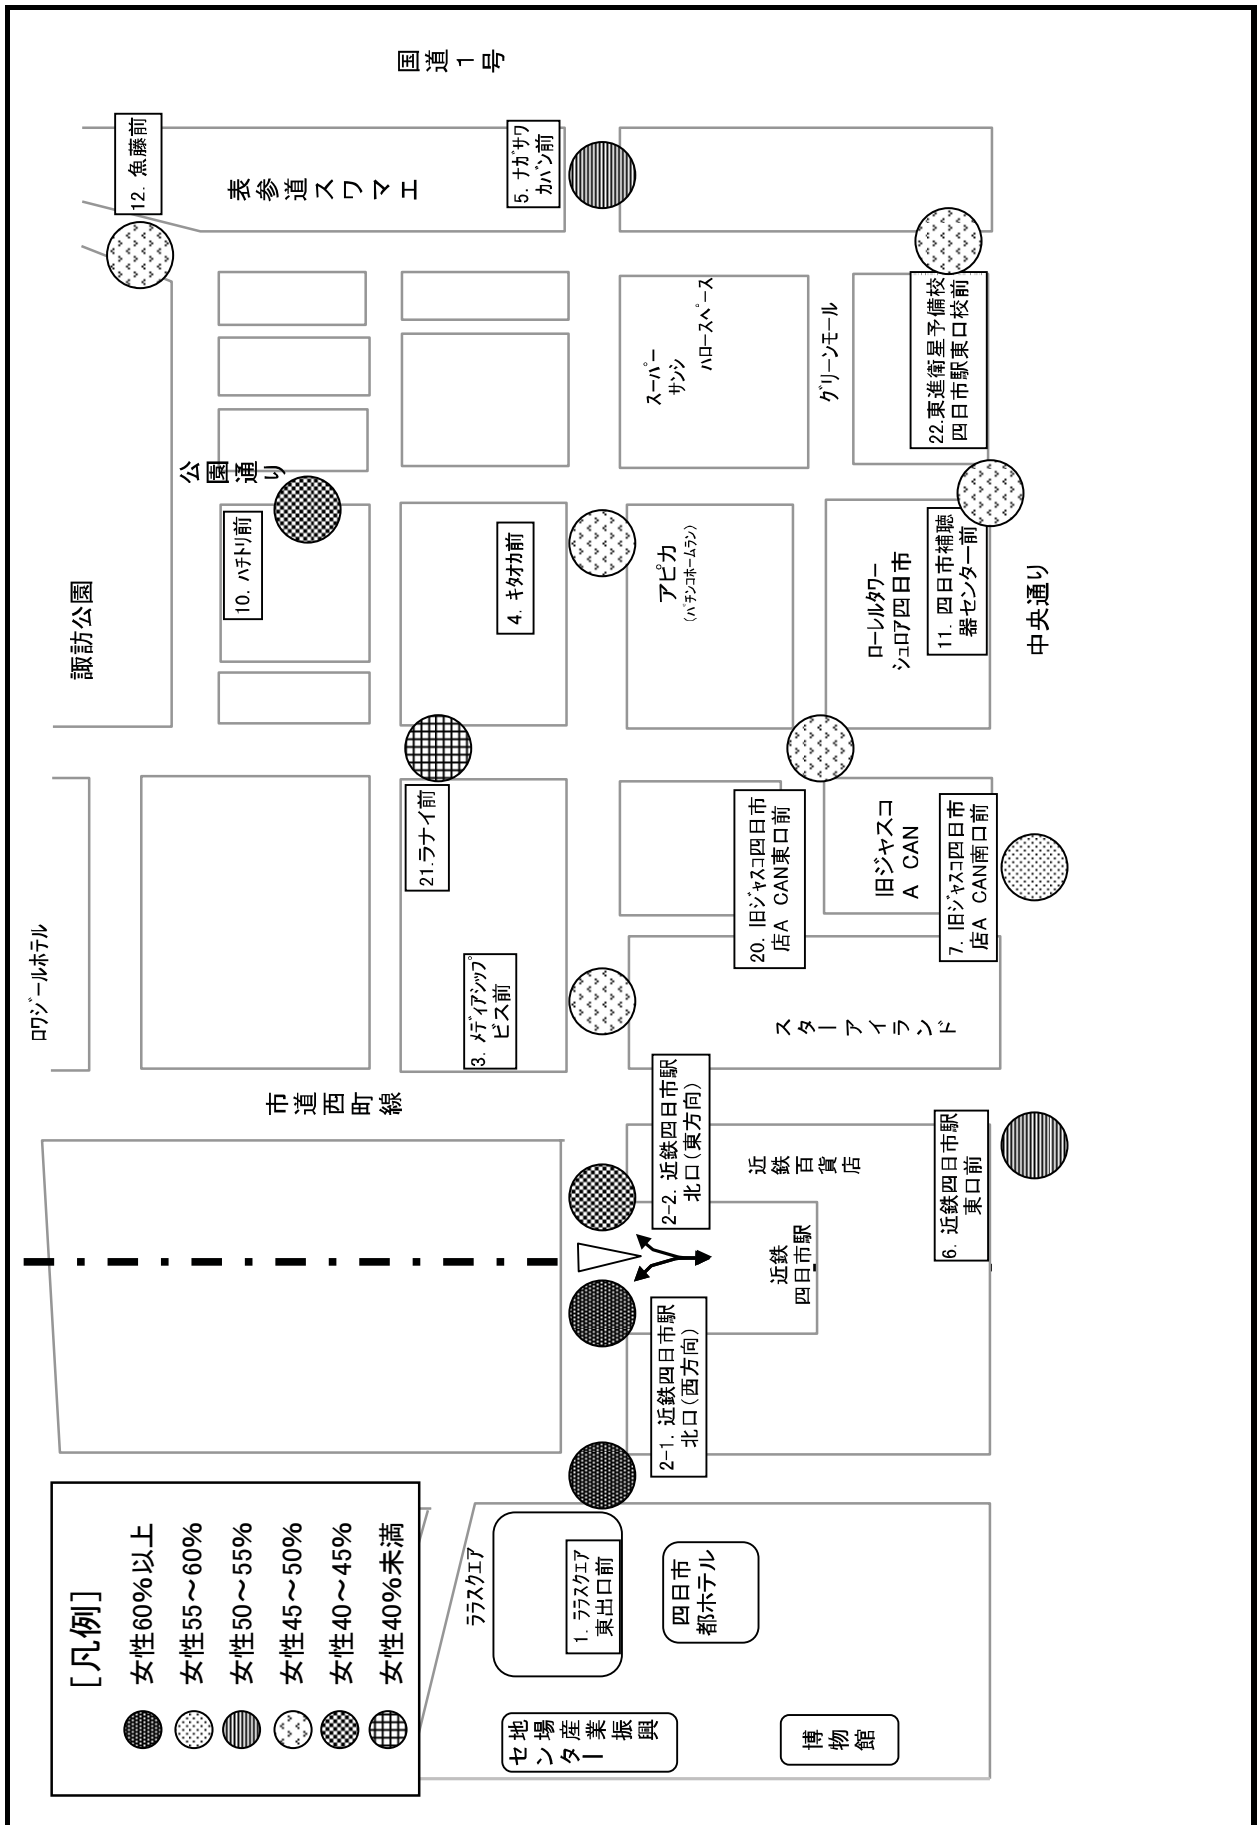 [凡例]
女性60%以上
女性55～60%
女性50～55%
女性45～50%
女性40～45%
女性40%未満
ララスクエア
1. ララスクエア
東出口前
四日市
都ホテル
地場産業振興
センター
博物館
2-1. 近鉄四日市駅
北口(西方向)
2-2. 近鉄四日市駅
北口(東方向)
近鉄
四日市駅
近鉄百貨店
6. 近鉄四日市駅
東口前
市道西町線
ロワジールホテル
3. メディアシップ
ビス前
スターアイランド
21.ラナイ前
20. 旧ジャスコ四日市
店A CAN東口前
旧ジャスコ
A CAN
7. 旧ジャスコ四日市
店A CAN南口前
諏訪公園
公園通り
10. ハチトリ前
4. キタオカ前
アピカ
(パチンコホームラン)
ローレルタワー
シュロア四日市
11. 四日市補聴
器センター前
中央通り
スーパー
サンシ
ハロースペース
グリーンモール
22.東進衛星予備校
四日市駅東口校前
12. 魚藤前
表参道スワマエ
5. ナガサワ
カバン前
国道1号